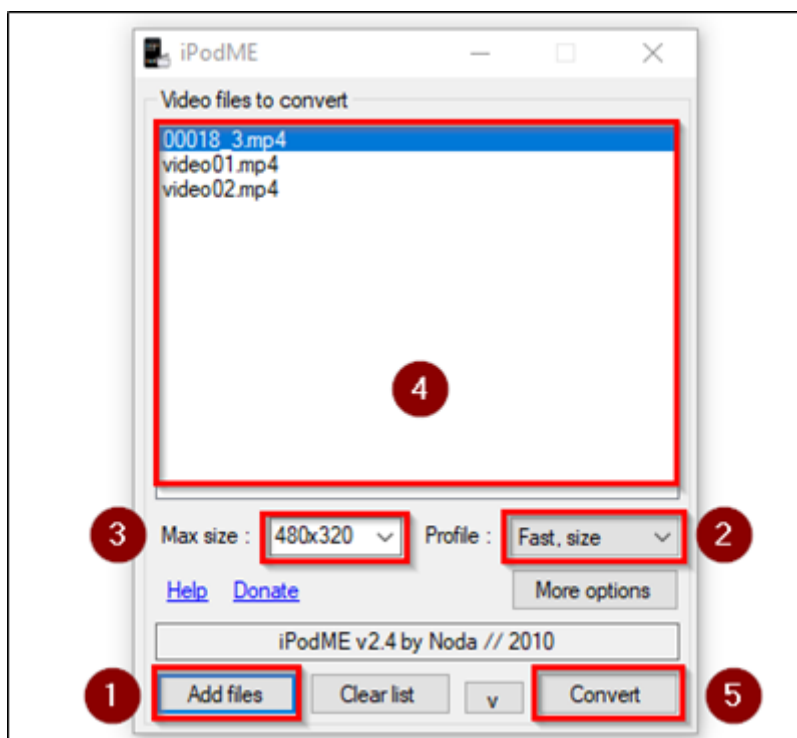 iPodME
Video files to convert
00018_3.mp4
video01.mp4
video02.mp4
4
3 Max size : 480x320 Profile : Fast, size 2
Help Donate More options
iPodME v2.4 by Noda // 2010
1 Add files Clear list v Convert 5